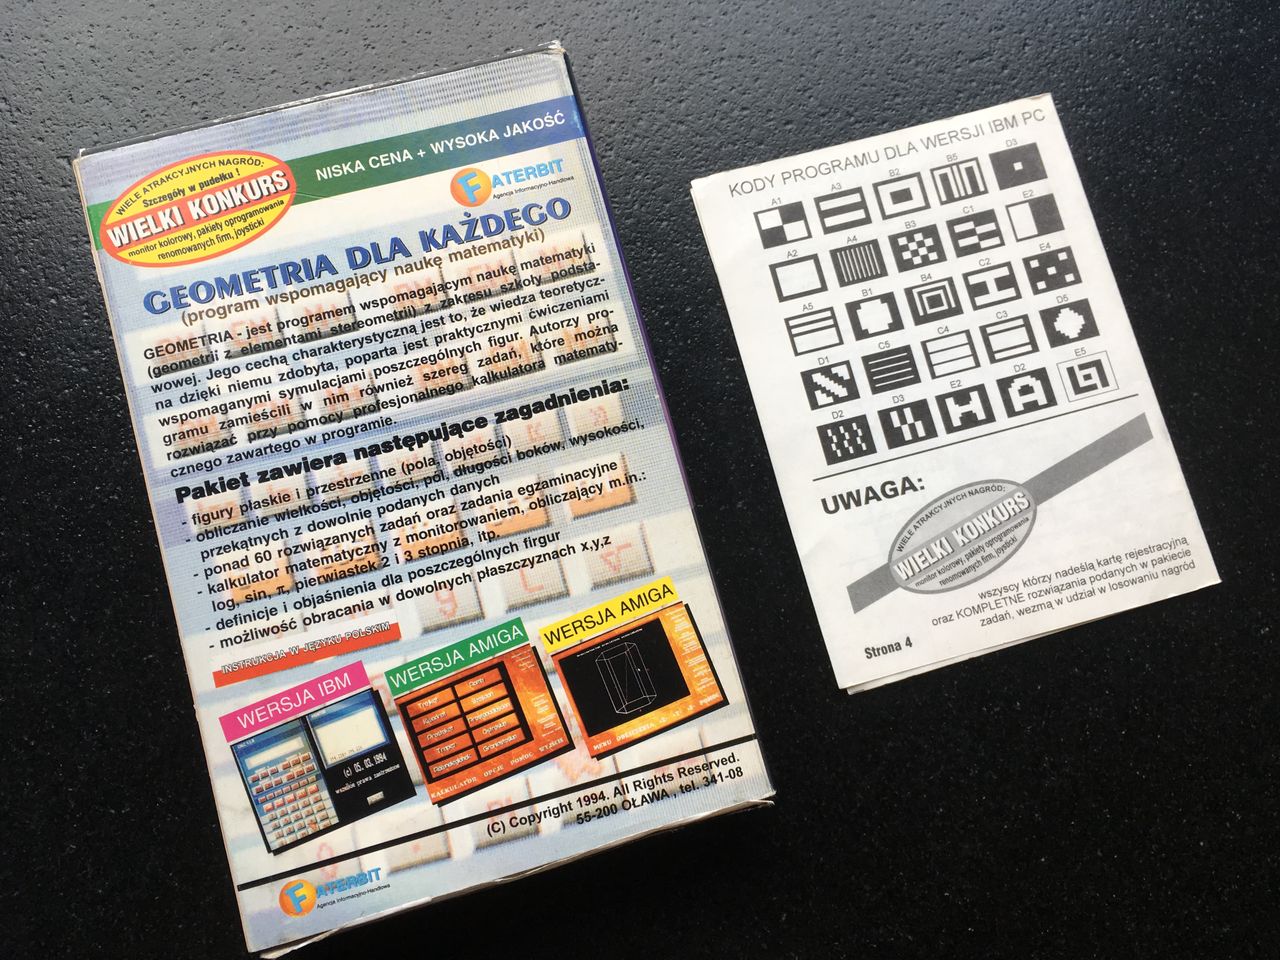 WIELE ATRAKCYJNYCH NAGRÓD:
Szczegóły w pudełku !
WIELKI KONKURS
monitor kolorowy, pakiety oprogramowania
renomowanych firm, joysticki
NISKA CENA + WYSOKA JAKOŚĆ
FATERBIT
Agencja Informacyjno-Handlowa
GEOMETRIA DLA KAŻDEGO
(program wspomagający naukę matematyki)
GEOMETRIA - jest programem wspomagającym naukę matematyki
(geometrii z elementami stereometrii) z zakresu szkoły podsta-
wowej. Jego cechą charakterystyczną jest to, że wiedza teoretycz-
na dzięki niemu zdobyta, poparta jest praktycznymi ćwiczeniami
wspomaganymi symulacjami poszczególnych figur. Autorzy pro-
gramu zamieścili w nim również szereg zadań, które można
rozwiązać przy pomocy profesjonalnego kalkulatora matematy-
cznego zawartego w programie.
Pakiet zawiera następujące zagadnienia:
- figury płaskie i przestrzenne (pola, objętości)
- obliczanie wielkości, objętości, pól, długości boków, wysokości,
przekątnych z dowolnie podanych danych
- ponad 60 rozwiązanych zadań oraz zadania egzaminacyjne
- kalkulator matematyczny z monitorowaniem, obliczający m.in.:
log, sin, π, pierwiastek 2 i 3 stopnia, itp.
- definicje i objaśnienia dla poszczególnych firgur
- możliwość obracania w dowolnych płaszczyznach x,y,z
INSTRUKCJA W JĘZYKU POLSKIM
WERSJA IBM
WERSJA AMIGA
WERSJA AMIGA
(c) 05.03.1994
wszelkie prawa zastrzeżone
KALKULATOR OPCJE POMOC WYJŚCIE
(C) Copyright 1994. All Rights Reserved.
55-200 OŁAWA , tel. 341-08
FATERBIT
Agencja Informacyjno-Handlowa
KODY PROGRAMU DLA WERSJI IBM PC
A1 A3 B2 B5 D3
A2 A4 B3 C1 E2
A5 B1 B4 C2 E4
D1 C5 C4 C3 D5
D2 D3 E2 D2 E5
UWAGA:
WIELE ATRAKCYJNYCH NAGRÓD:
WIELKI KONKURS
monitor kolorowy, pakiety oprogramowania
renomowanych firm, joysticki
wszyscy którzy nadeślą kartę rejestracyjną
oraz KOMPLETNE rozwiązania podanych w pakiecie
zadań, wezmą w udział w losowaniu nagród
Strona 4